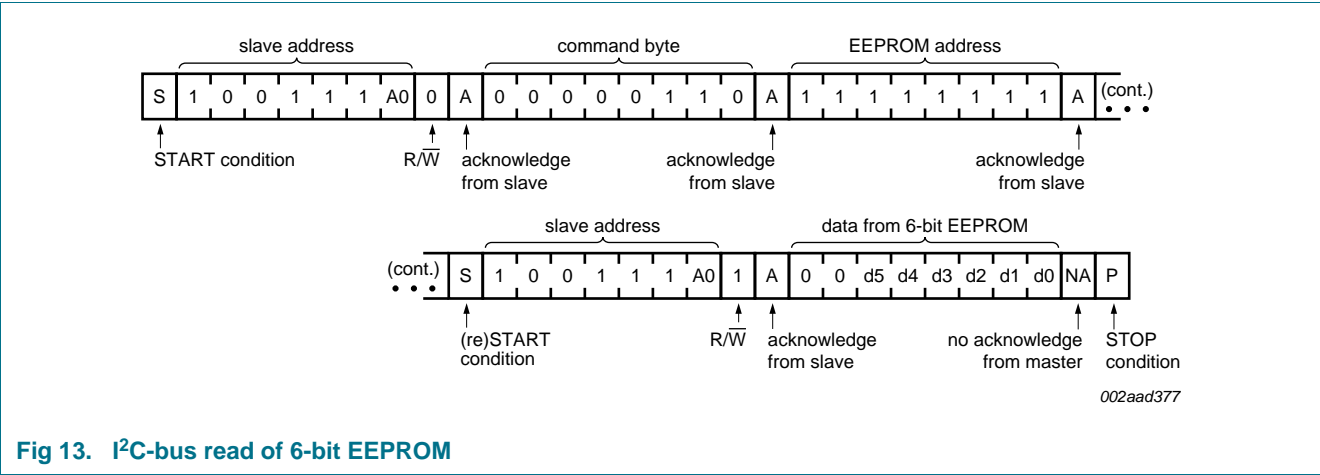 slave address command byte EEPROM address
S 1 0 0 1 1 1 A0 0 A 0 0 0 0 0 1 1 0 A 1 1 1 1 1 1 1 1 A (cont.)
START condition R/W̅ acknowledge from slave acknowledge from slave acknowledge from slave
slave address data from 6-bit EEPROM
(cont.) S 1 0 0 1 1 1 A0 1 A 0 0 d5 d4 d3 d2 d1 d0 NA P
(re)START condition R/W̅ acknowledge from slave no acknowledge from master STOP condition
002aad377
Fig 13. I²C-bus read of 6-bit EEPROM